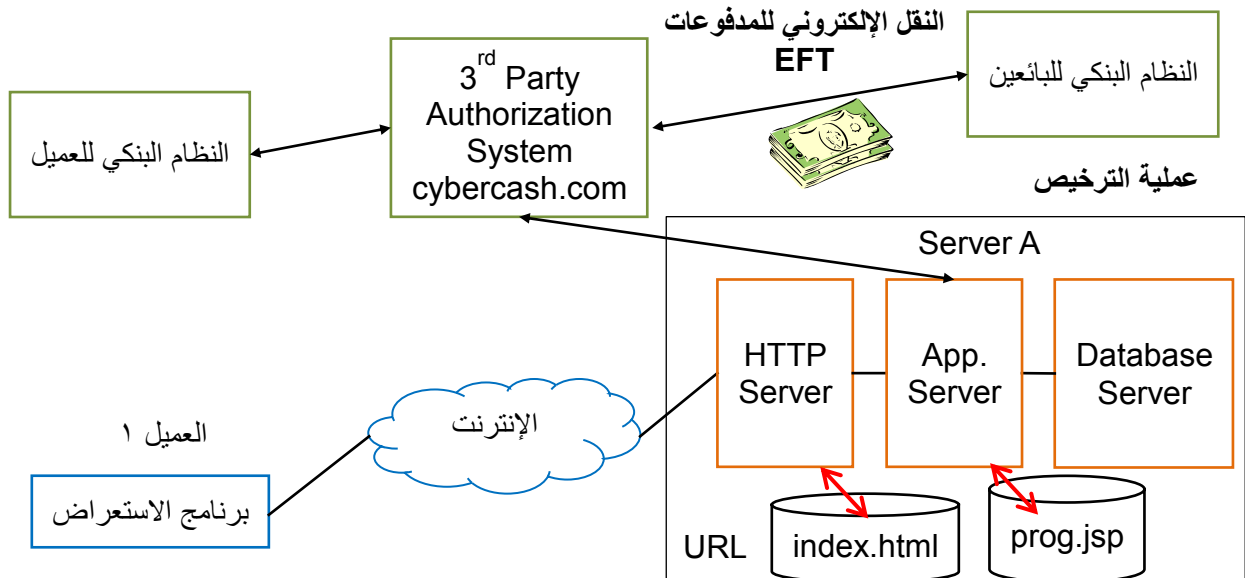 النقل الإلكتروني للمدفوعات
EFT
3rd Party
Authorization
System
cybercash.com
النظام البنكي للبائعين
النظام البنكي للعميل
عملية الترخيص
Server A
HTTP
Server
App.
Server
Database
Server
الإنترنت
العميل ١
برنامج الاستعراض
URL
index.html
prog.jsp